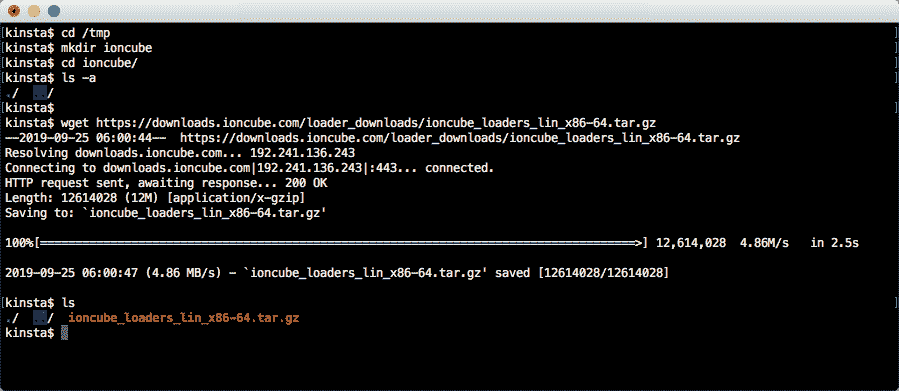 [kinsta$ cd /tmp ]
[kinsta$ mkdir ioncube ]
[kinsta$ cd ioncube/ ]
[kinsta$ ls -a ]
./ ../
[kinsta$ ]
kinsta$ wget https://downloads.ioncube.com/loader_downloads/ioncube_loaders_lin_x86-64.tar.gz
--2019-09-25 06:00:44-- https://downloads.ioncube.com/loader_downloads/ioncube_loaders_lin_x86-64.tar.gz
Resolving downloads.ioncube.com... 192.241.136.243
Connecting to downloads.ioncube.com|192.241.136.243|:443... connected.
HTTP request sent, awaiting response... 200 OK
Length: 12614028 (12M) [application/x-gzip]
Saving to: `ioncube_loaders_lin_x86-64.tar.gz'
100%[=====================================================================================>] 12,614,028 4.86M/s in 2.5s
2019-09-25 06:00:47 (4.86 MB/s) - `ioncube_loaders_lin_x86-64.tar.gz' saved [12614028/12614028]
[kinsta$ ls ]
./ ../ ioncube_loaders_lin_x86-64.tar.gz
kinsta$